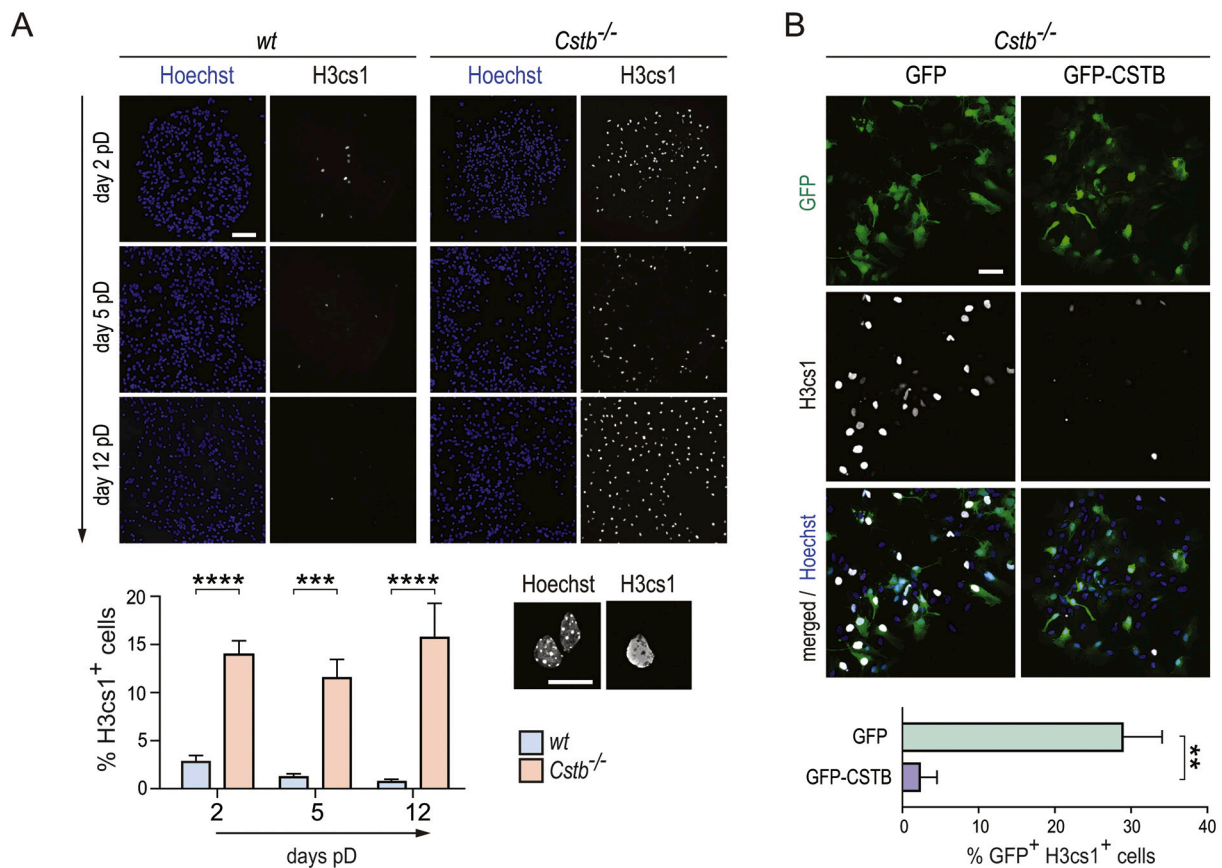 A
wt
Cstb-/-
Hoechst
H3cs1
Hoechst
H3cs1
day 2 pD
day 5 pD
day 12 pD
****
***
****
% H3cs1+ cells
20
15
10
5
0
2
5
12
days pD
Hoechst
H3cs1
wt
Cstb-/-
B
Cstb-/-
GFP
GFP-CSTB
GFP
H3cs1
merged / Hoechst
GFP
GFP-CSTB
**
0
10
20
30
40
% GFP+ H3cs1+ cells